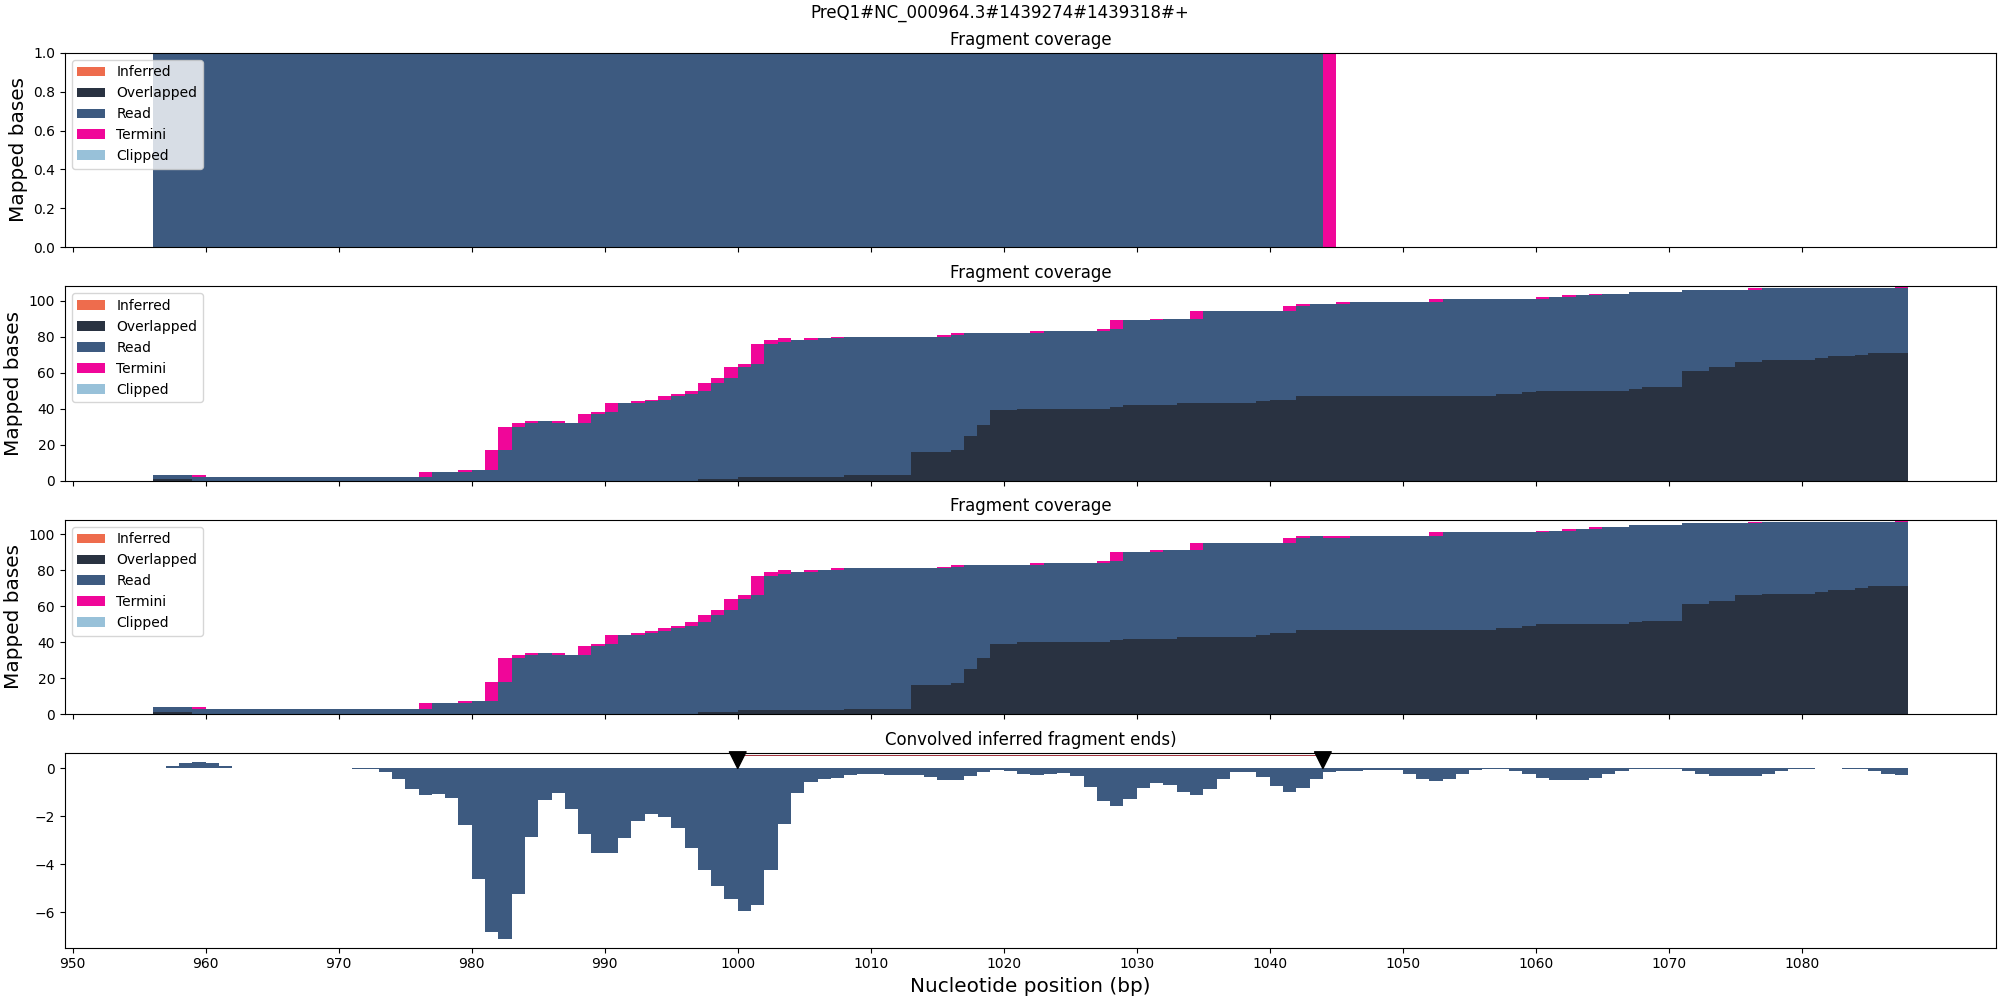 PreQ1#NC_000964.3#1439274#1439318#+
Fragment coverage
Mapped bases
1.0
0.8
0.6
0.4
0.2
0.0
Inferred
Overlapped
Read
Termini
Clipped
Fragment coverage
Mapped bases
100
80
60
40
20
0
Inferred
Overlapped
Read
Termini
Clipped
Fragment coverage
Mapped bases
100
80
60
40
20
0
Inferred
Overlapped
Read
Termini
Clipped
Convolved inferred fragment ends)
0
−2
−4
−6
950 960 970 980 990 1000 1010 1020 1030 1040 1050 1060 1070 1080
Nucleotide position (bp)